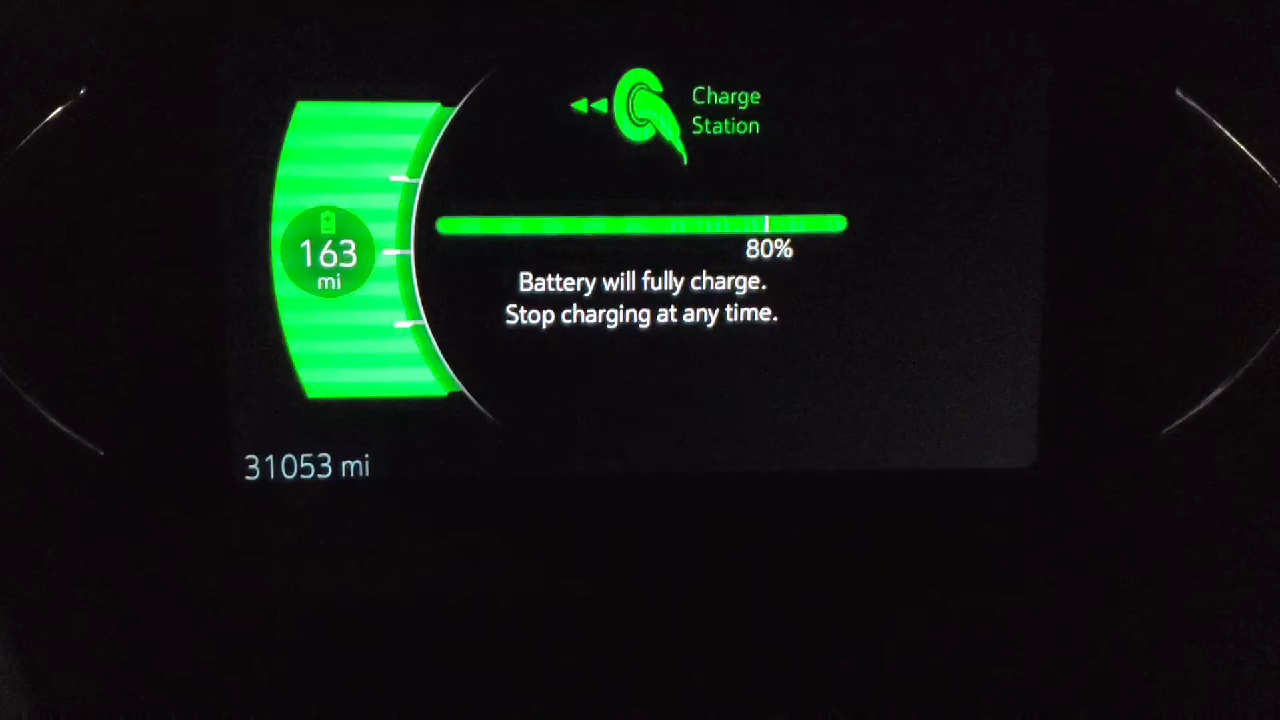 Charge
Station
163
mi
80%
Battery will fully charge.
Stop charging at any time.
31053 mi